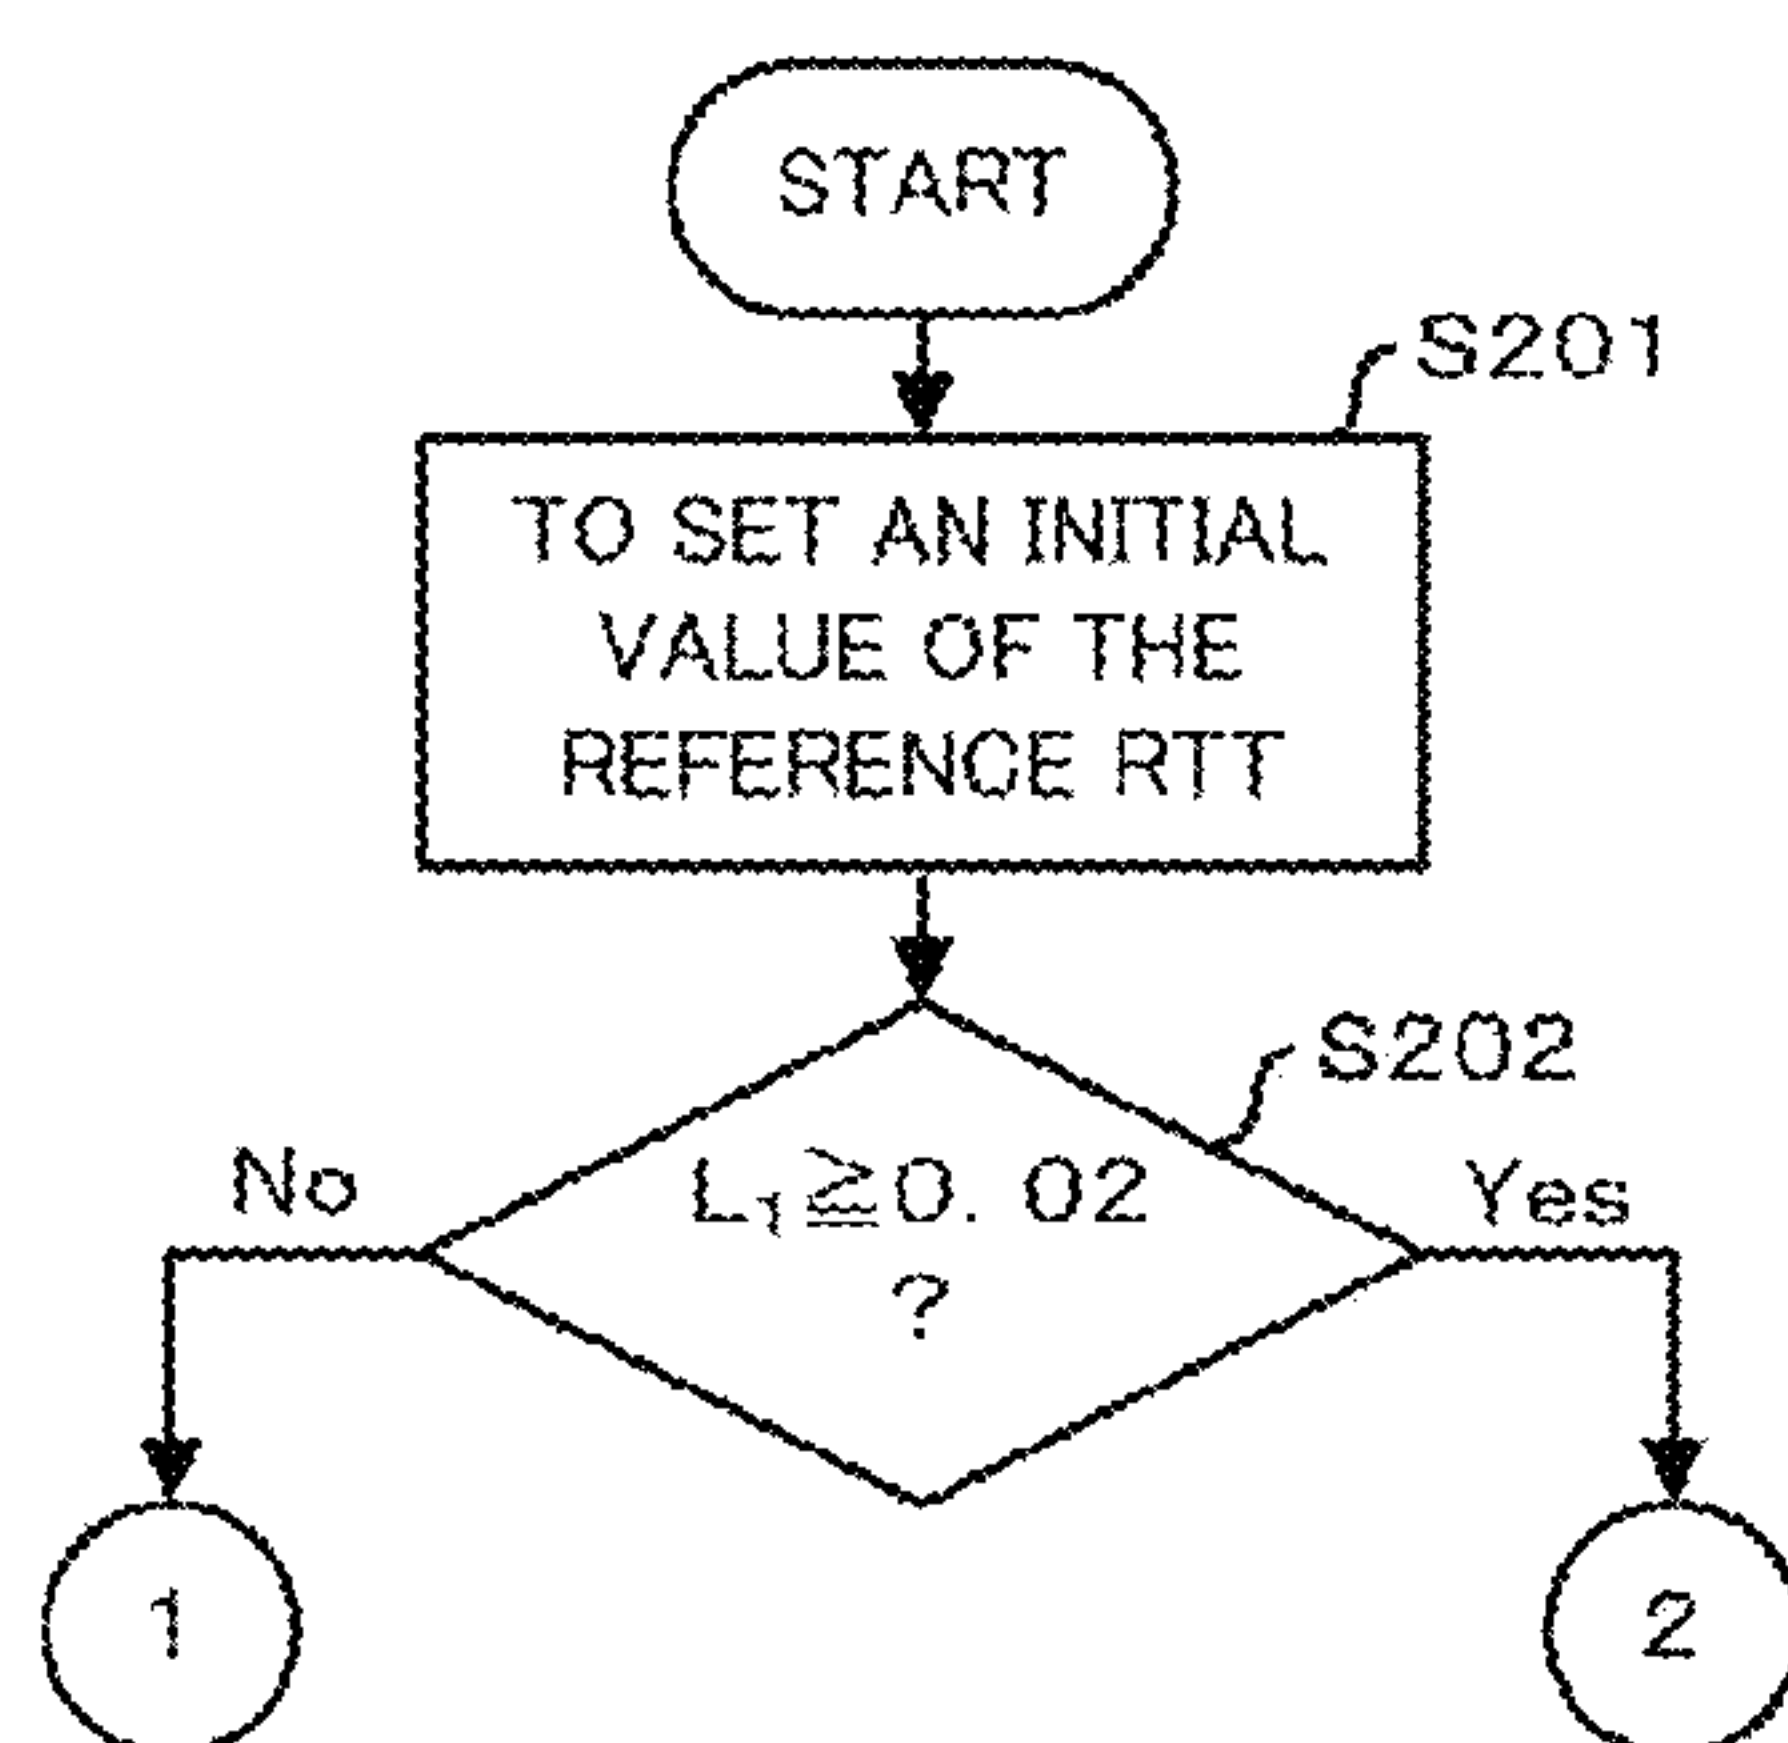 START
S201
TO SET AN INITIAL
VALUE OF THE
REFERENCE RTT
S202
No
L₁≧0. 02
Yes
?
1
2